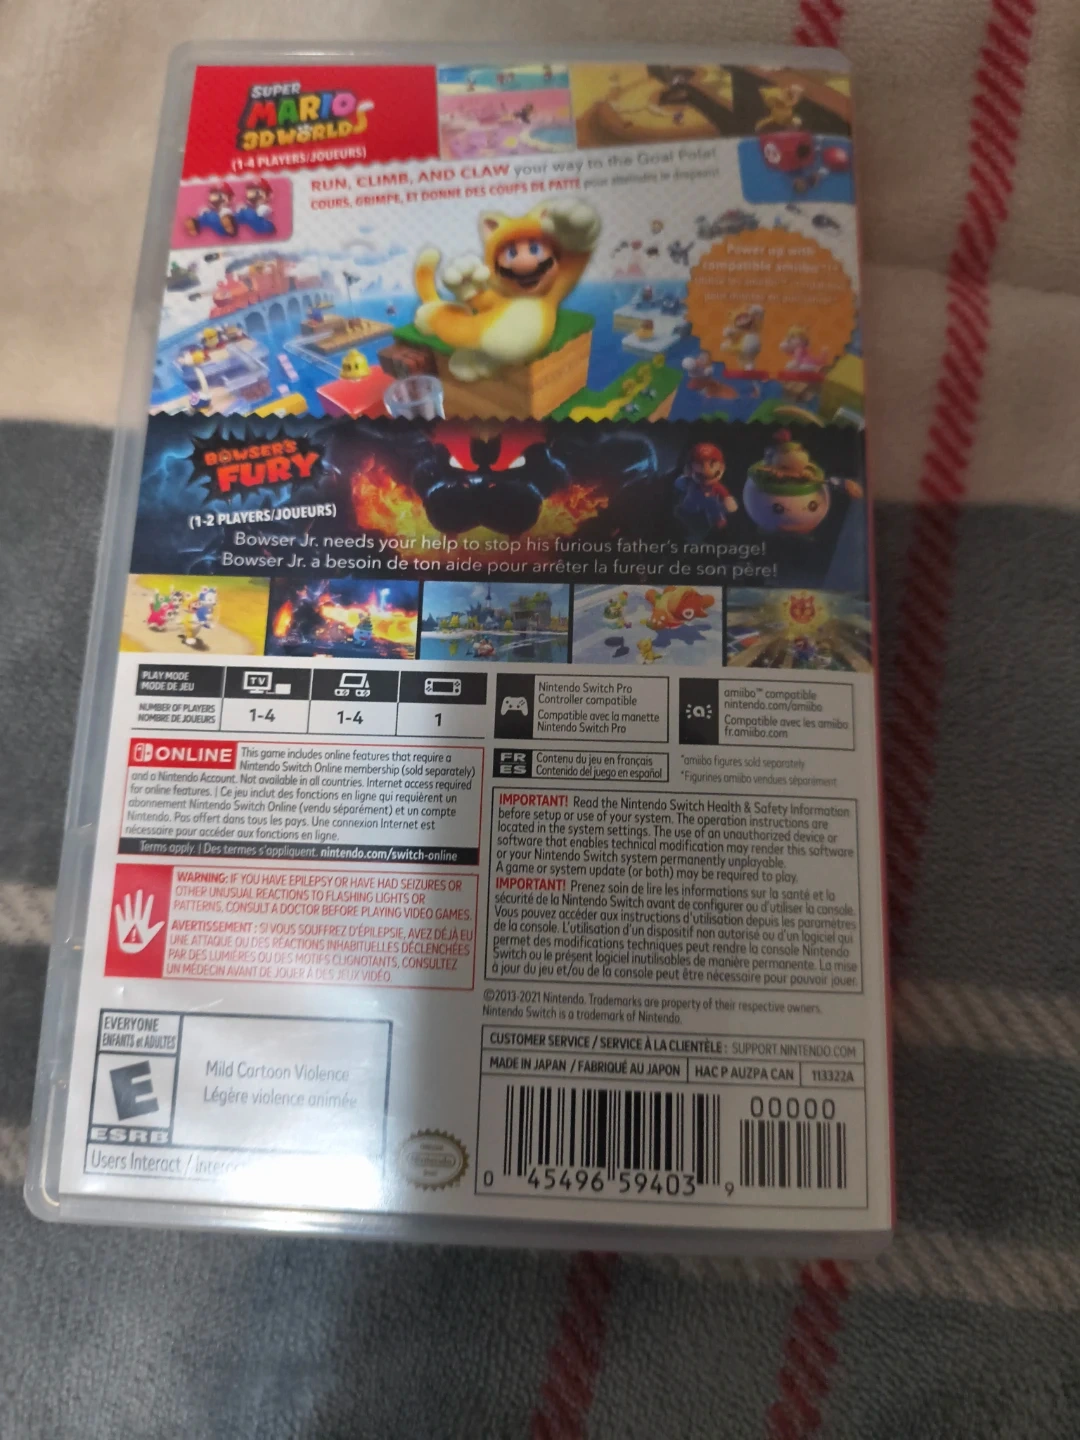 SUPER
MARIO
3D WORLD
(1-4 PLAYERS/JOUEURS)
RUN, CLIMB, AND CLAW your way to the Goal Pole!
COURS, GRIMPE, ET DONNE DES COUPS DE PATTE pour atteindre le drapeau!
Power up with
compatible amiibo
BOWSER'S
FURY
(1-2 PLAYERS/JOUEURS)
Bowser Jr. needs your help to stop his furious father's rampage!
Bowser Jr. a besoin de ton aide pour arrêter la fureur de son père!
PLAY MODE
MODE DE JEU
TV
NUMBER OF PLAYERS
NOMBRE DE JOUEURS
1-4
1-4
1
Nintendo Switch Pro
Controller compatible
Compatible avec la manette
Nintendo Switch Pro
amiibo™ compatible
nintendo.com/amiibo
Compatible avec les amiibo
fr.amiibo.com
FR
ES
Contenu du jeu en français
Contenido del juego en español
*amiibo figures sold separately.
*Figurines amiibo vendues séparément.
ONLINE
This game includes online features that require a
Nintendo Switch Online membership (sold separately)
and a Nintendo Account. Not available in all countries. Internet access required
for online features. | Ce jeu inclut des fonctions en ligne qui requièrent un
abonnement Nintendo Switch Online (vendu séparément) et un compte
Nintendo. Pas offert dans tous les pays. Une connexion Internet est
nécessaire pour accéder aux fonctions en ligne.
Terms apply. | Des termes s'appliquent. nintendo.com/switch-online
WARNING: IF YOU HAVE EPILEPSY OR HAVE HAD SEIZURES OR
OTHER UNUSUAL REACTIONS TO FLASHING LIGHTS OR
PATTERNS, CONSULT A DOCTOR BEFORE PLAYING VIDEO GAMES.
AVERTISSEMENT : SI VOUS SOUFFREZ D'ÉPILEPSIE, AVEZ DÉJÀ EU
UNE ATTAQUE OU DES RÉACTIONS INHABITUELLES DÉCLENCHÉES
PAR DES LUMIÈRES OU DES MOTIFS CLIGNOTANTS, CONSULTEZ
UN MÉDECIN AVANT DE JOUER À DES JEUX VIDÉO.
IMPORTANT! Read the Nintendo Switch Health & Safety Information
before setup or use of your system. The operation instructions are
located in the system settings. The use of an unauthorized device or
software that enables technical modification may render this software
or your Nintendo Switch system permanently unplayable.
A game or system update (or both) may be required to play.
IMPORTANT! Prenez soin de lire les informations sur la santé et la
sécurité de la Nintendo Switch avant de configurer ou d'utiliser la console.
Vous pouvez accéder aux instructions d'utilisation depuis les paramètres
de la console. L'utilisation d'un dispositif non autorisé ou d'un logiciel qui
permet des modifications techniques peut rendre la console Nintendo
Switch ou le présent logiciel inutilisables de manière permanente. La mise
à jour du jeu et/ou de la console peut être nécessaire pour pouvoir jouer.
©2013-2021 Nintendo. Trademarks are property of their respective owners.
Nintendo Switch is a trademark of Nintendo.
CUSTOMER SERVICE / SERVICE À LA CLIENTÈLE : SUPPORT.NINTENDO.COM
MADE IN JAPAN / FABRIQUÉ AU JAPON HAC P AUZPA CAN 113322A
EVERYONE
ENFANTS et ADULTES
E
ESRB
Mild Cartoon Violence
Légère violence animée
Users Interact /
Nintendo
00000
0 45496 59403 9